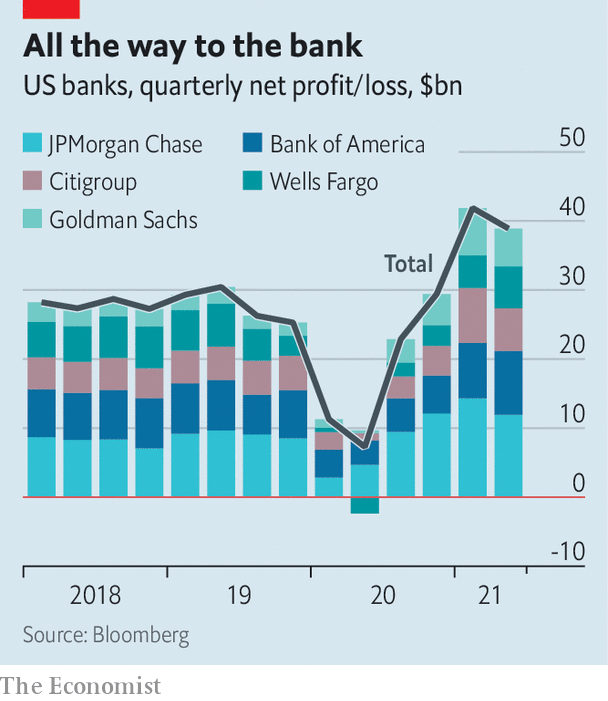 All the way to the bank
US banks, quarterly net profit/loss, $bn
JPMorgan Chase
Bank of America
Citigroup
Wells Fargo
Goldman Sachs
50
40
Total
30
20
10
0
-10
2018 19 20 21
Source: Bloomberg
The Economist